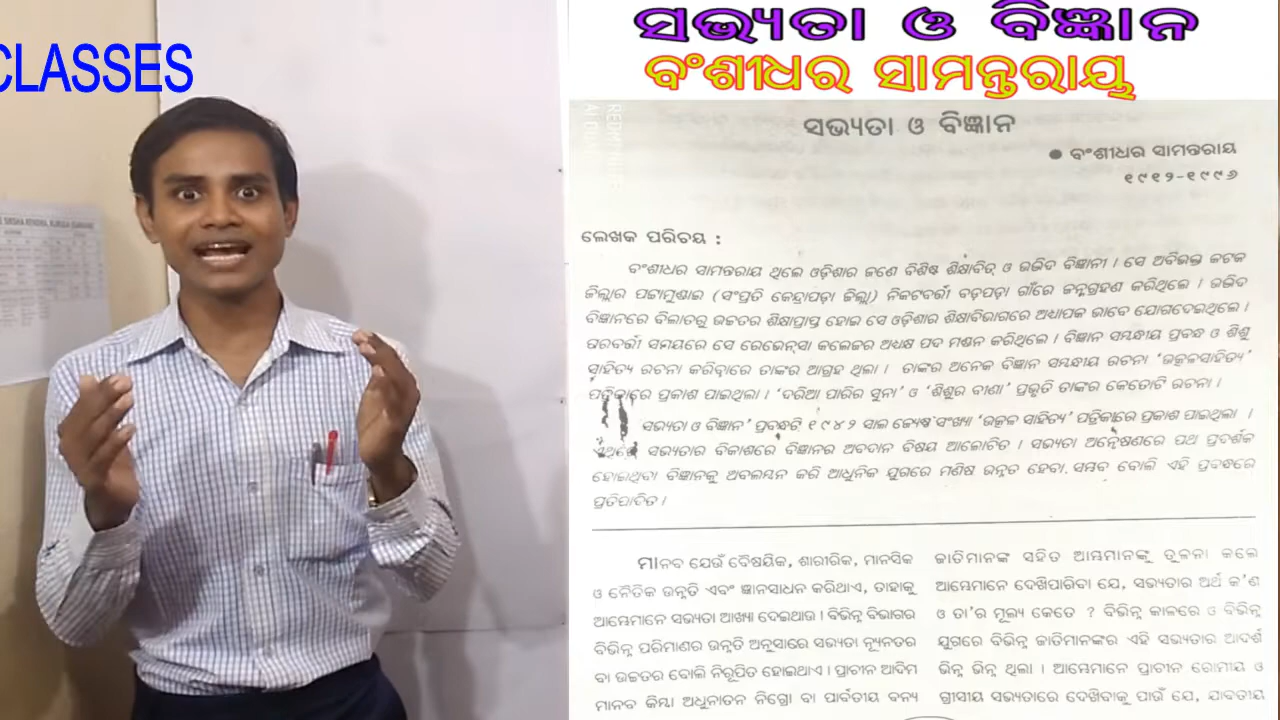 CLASSES
ସଭ୍ୟତା ଓ ବିଜ୍ଞାନ
ବଂଶୀଧର ସାମନ୍ତରାୟ
ସଭ୍ୟତା ଓ ବିଜ୍ଞାନ
● ବଂଶୀଧର ସାମନ୍ତରାୟ
୧୯୧୨-୧୯୯୬
ଲେଖକ ପରିଚୟ :
ବଂଶୀଧର ସାମନ୍ତରାୟ ଥିଲେ ଓଡ଼ିଶାର ଜଣେ ବିଶିଷ୍ଟ ଶିକ୍ଷାବିତ୍ ଓ ଉଦ୍ଭିଦ ବିଜ୍ଞାନୀ । ସେ ଅବିଭକ୍ତ କଟକ
ଜିଲ୍ଲାର ପଟ୍ଟାମୁଣ୍ଡାଇ (ସଂପ୍ରତି କେନ୍ଦ୍ରାପଡ଼ା ଜିଲ୍ଲା) ନିକଟବର୍ତ୍ତୀ ବଡ଼ପଡ଼ା ଗାଁରେ ଜନ୍ମଗ୍ରହଣ କରିଥିଲେ । ଉଦ୍ଭିଦ
ବିଜ୍ଞାନରେ ବିଲାତରୁ ଉଚ୍ଚତର ଶିକ୍ଷାପ୍ରାପ୍ତ ହୋଇ ସେ ଓଡ଼ିଶାର ଶିକ୍ଷାବିଭାଗରେ ଅଧ୍ୟାପକ ଭାବେ ଯୋଗଦେଇଥିଲେ ।
ପରବର୍ତ୍ତୀ ସମୟରେ ସେ ରେଭେନ୍ସା କଲେଜର ଅଧ୍ୟକ୍ଷ ପଦ ମଣ୍ଡନ କରିଥିଲେ । ବିଜ୍ଞାନ ସମ୍ବନ୍ଧୀୟ ପ୍ରବନ୍ଧ ଓ ଶିଶୁ
ସାହିତ୍ୟ ରଚନା କରିବାରେ ତାଙ୍କର ଆଗ୍ରହ ଥିଲା । ତାଙ୍କର ଅନେକ ବିଜ୍ଞାନ ସମ୍ବନ୍ଧୀୟ ରଚନା 'ଉତ୍କଳସାହିତ୍ୟ'
ପତ୍ରିକାରେ ପ୍ରକାଶ ପାଇଥିଲା । 'ଦରିଆ ପାରିର ସୁନା' ଓ 'ଶିଶୁର ବୀଣା' ପ୍ରଭୃତି ତାଙ୍କର କେତୋଟି ରଚନା ।
ସଭ୍ୟତା ଓ ବିଜ୍ଞାନ' ପ୍ରବନ୍ଧଟି ୧୯୪୨ ସାଲ ଜ୍ୟେଷ୍ଠ ସଂଖ୍ୟା 'ଉତ୍କଳ ସାହିତ୍ୟ' ପତ୍ରିକାରେ ପ୍ରକାଶ ପାଇଥିଲା ।
ସଭ୍ୟତାର ବିକାଶରେ ବିଜ୍ଞାନର ଅବଦାନ ବିଷୟ ଆଲୋଚିତ । ସଭ୍ୟତା ଅନ୍ୱେଷଣରେ ପଥ ପ୍ରଦର୍ଶକ
ହୋଇଥିବା ବିଜ୍ଞାନକୁ ଅବଲମ୍ବନ କରି ଆଧୁନିକ ଯୁଗରେ ମଣିଷ ଉନ୍ନତ ହେବା ସମ୍ଭବ ବୋଲି ଏହି ପ୍ରବନ୍ଧରେ
ପ୍ରତିପାଦିତ ।
ମାନବ ଯେଉଁ ବୈଷୟିକ, ଶାରୀରିକ, ମାନସିକ
ଓ ନୈତିକ ଉନ୍ନତି ଏବଂ ଜ୍ଞାନସାଧନ କରିଥାଏ, ତାହାକୁ
ଆମ୍ଭେମାନେ ସଭ୍ୟତା ଆଖ୍ୟା ଦେଇଥାଉ । ବିଭିନ୍ନ ବିଭାଗର
ବିଭିନ୍ନ ପରିମାଣର ଉନ୍ନତି ଅନୁସାରେ ସଭ୍ୟତା ନ୍ୟୂନତର
ବା ଉଚ୍ଚତର ବୋଲି ନିରୂପିତ ହୋଇଥାଏ । ପ୍ରାଚୀନ ଆଦିମ
ମାନବ କିମ୍ବା ଅଧୁନାତନ ନିଗ୍ରୋ ବା ପାର୍ବତୀୟ ବନ୍ୟ
ଜାତିମାନଙ୍କ ସହିତ ଆମ୍ଭମାନଙ୍କୁ ତୁଳନା କଲେ
ଆମ୍ଭେମାନେ ଦେଖିପାରିବା ଯେ, ସଭ୍ୟତାର ଅର୍ଥ କ'ଣ
ଓ ତା'ର ମୂଲ୍ୟ କେତେ ? ବିଭିନ୍ନ କାଳରେ ଓ ବିଭିନ୍ନ
ଯୁଗରେ ବିଭିନ୍ନ ଜାତିମାନଙ୍କର ଏହି ସଭ୍ୟତାର ଆଦର୍ଶ
ଭିନ୍ନ ଭିନ୍ନ ଥିଲା । ଆମ୍ଭେମାନେ ପ୍ରାଚୀନ ରୋମୀୟ ଓ
ଗ୍ରୀସୀୟ ସଭ୍ୟତାରେ ଦେଖିବାକୁ ପାଉଁ ଯେ, ଯାବତୀୟ